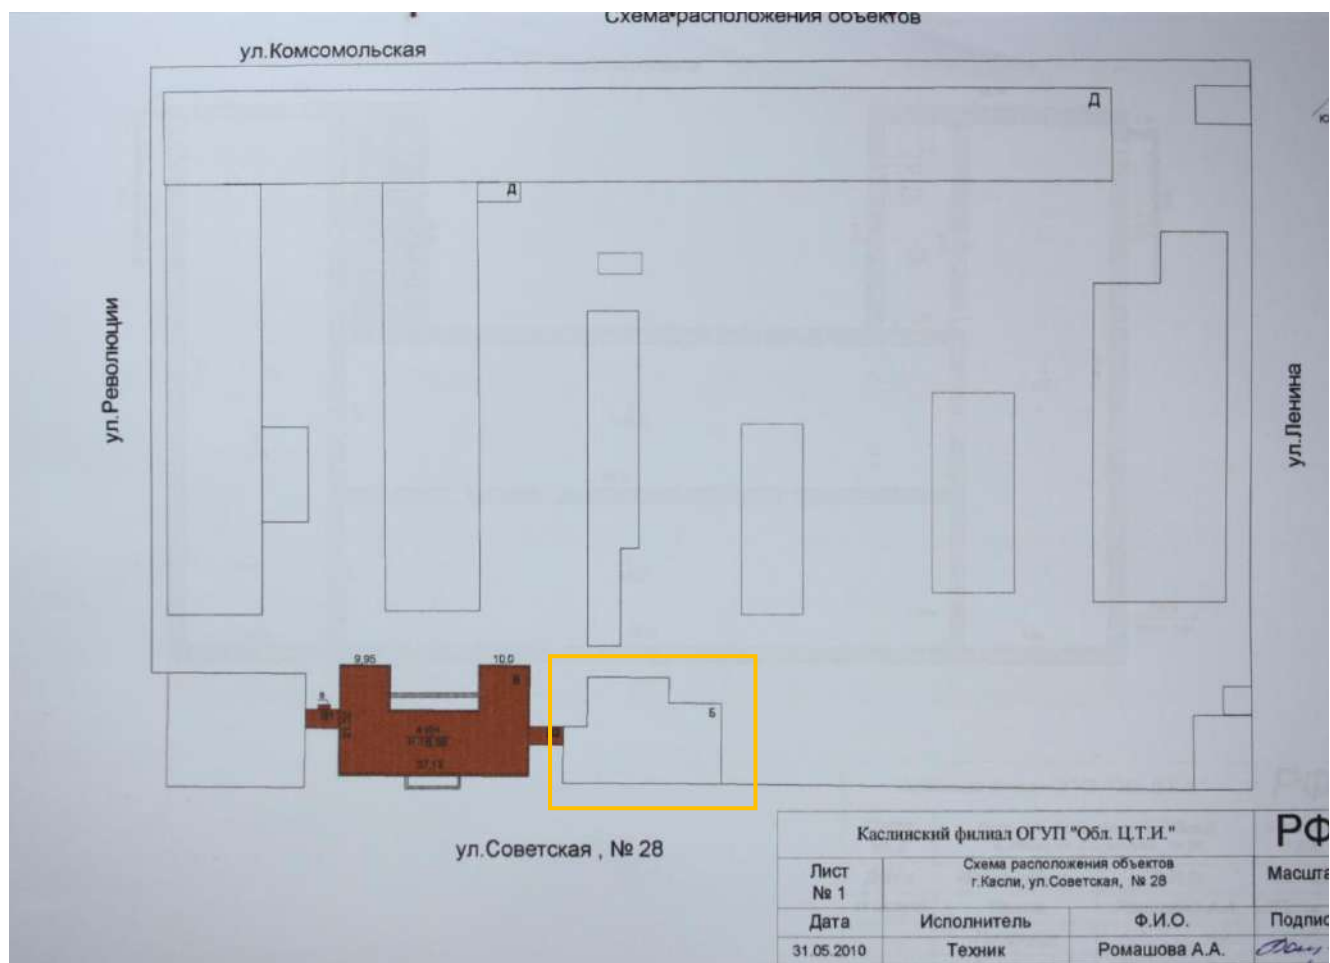 Схема расположения объектов
ул.Комсомольская
Д
Д
ул.Революции
ул.Ленина
9,95
10,0
В
Б
37,15
ул.Советская , № 28
Каслинский филиал ОГУП "Обл. Ц.Т.И."
РФ
Лист
№ 1
Схема расположения объектов
г.Касли, ул.Советская, № 28
Масшта
Дата
Исполнитель
Ф.И.О.
Подпис
31.05.2010
Техник
Ромашова А.А.